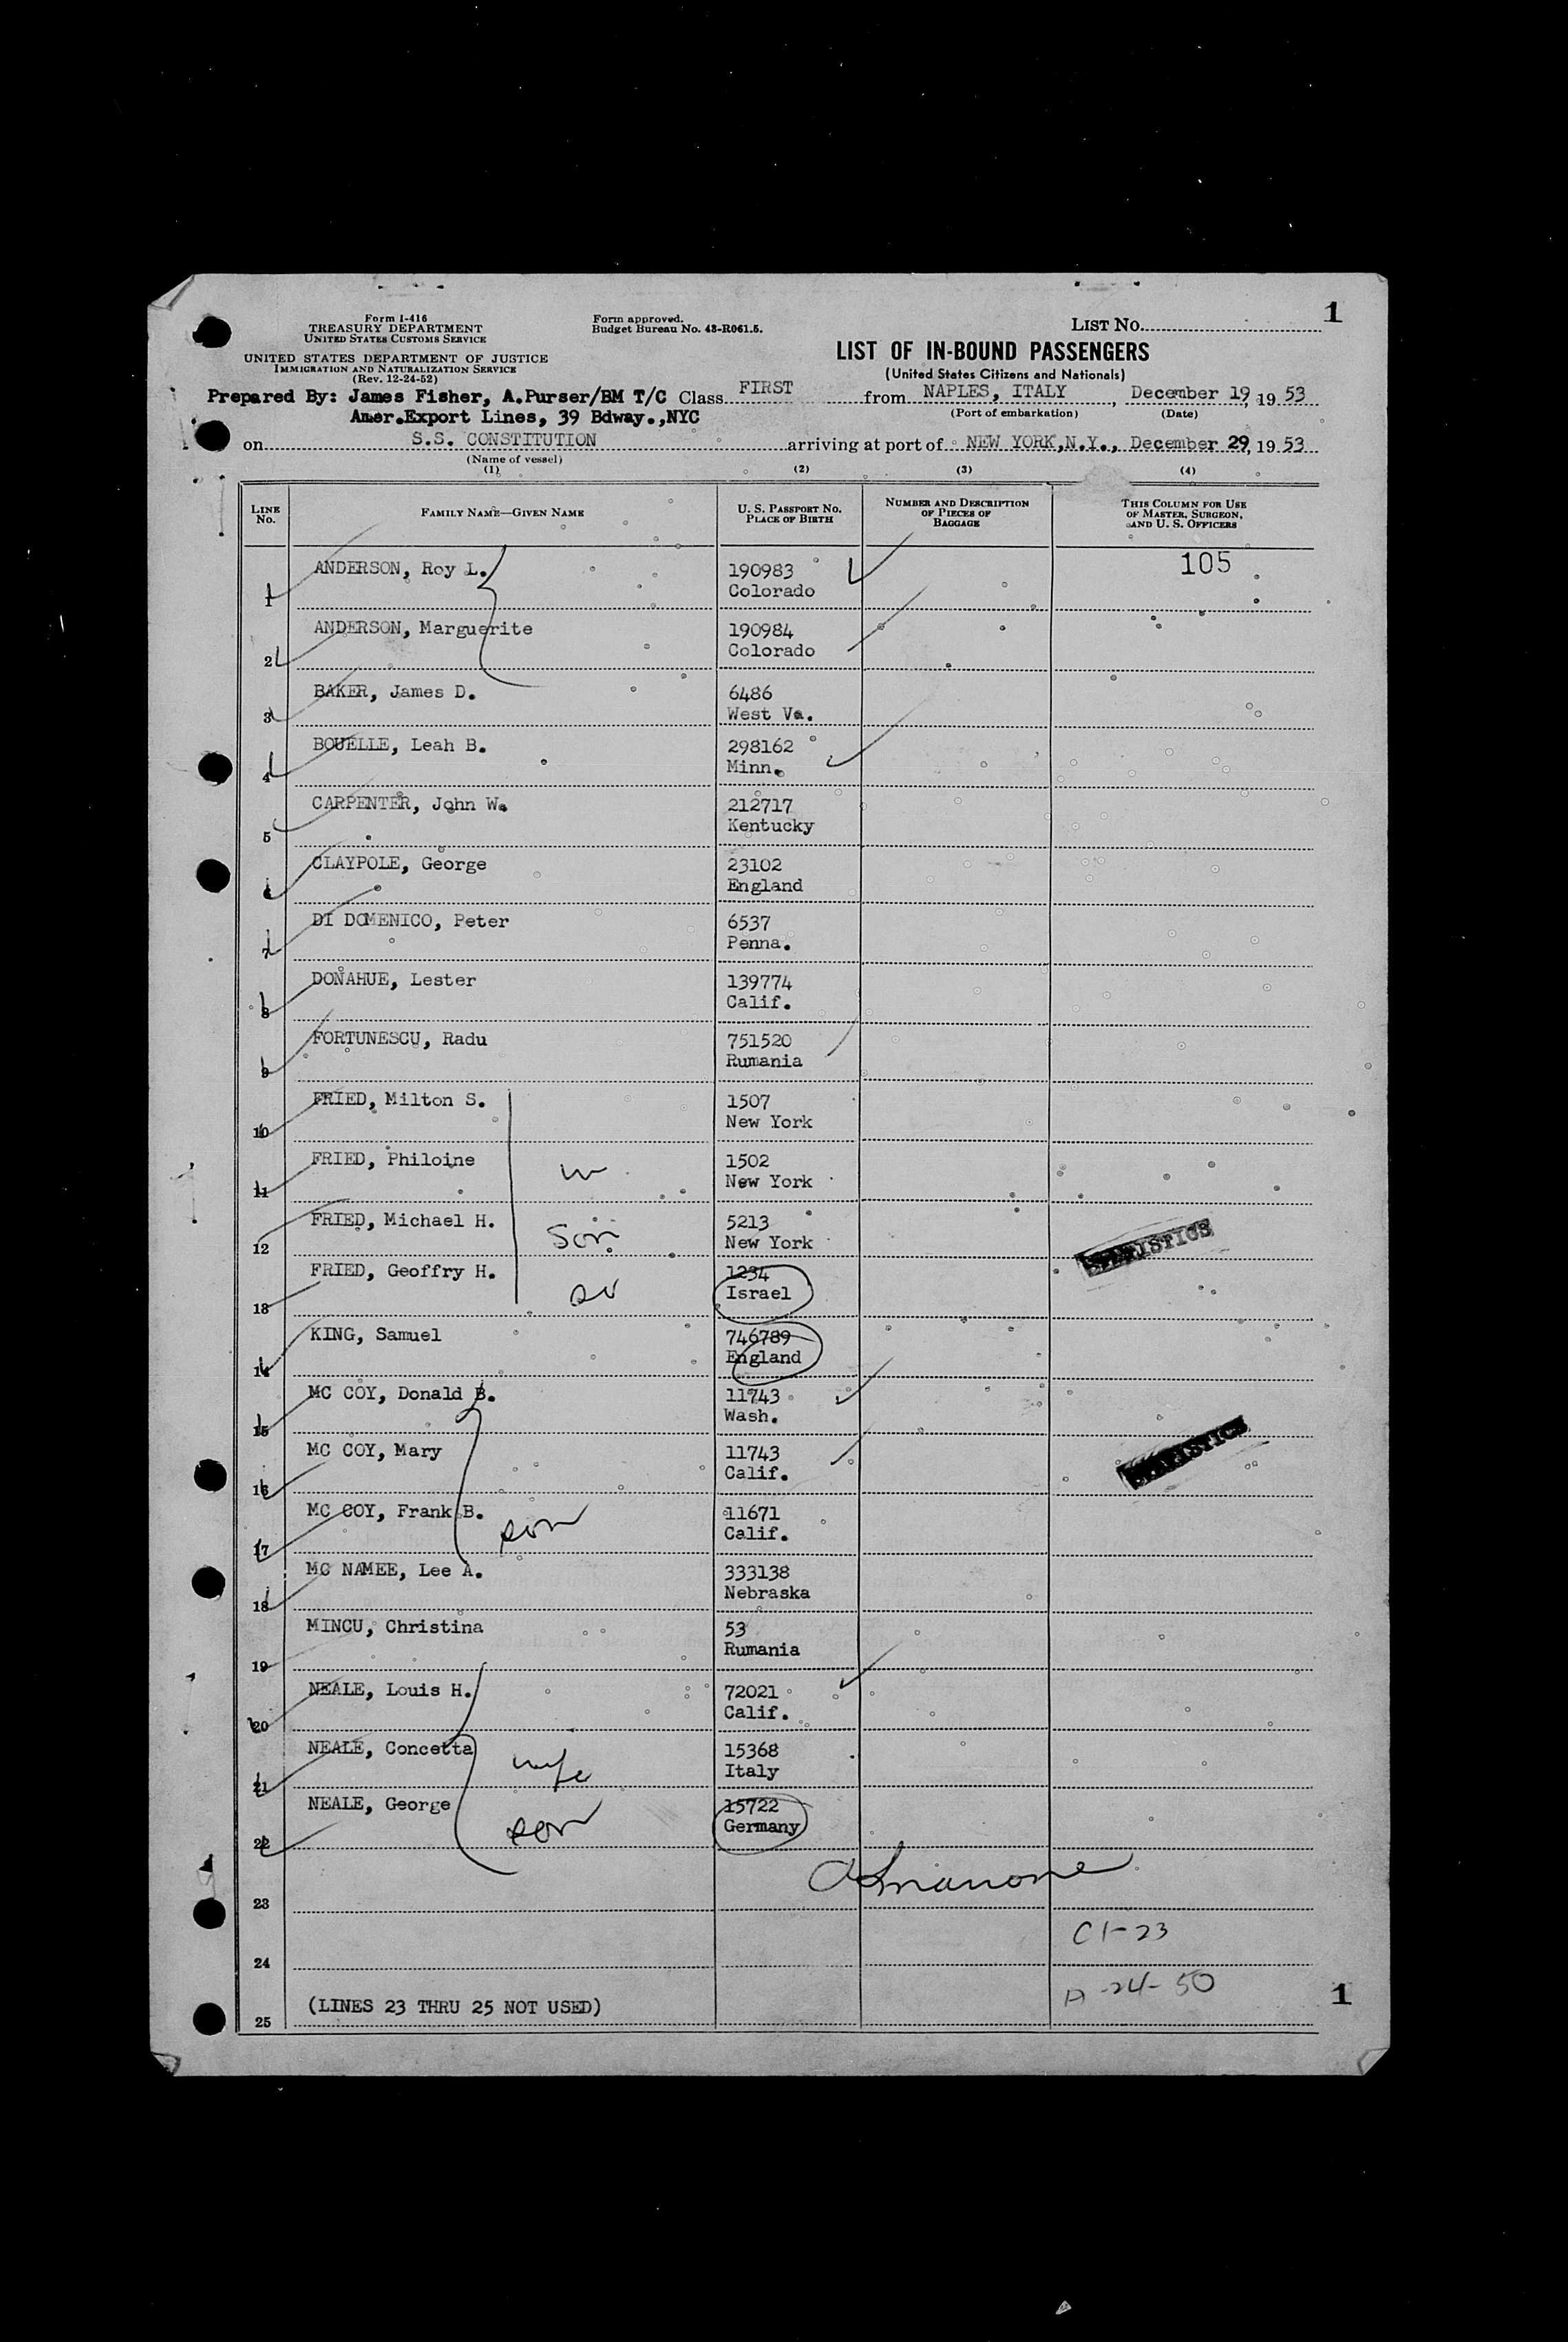 1
Form I-416
TREASURY DEPARTMENT
UNITED STATES CUSTOMS SERVICE
UNITED STATES DEPARTMENT OF JUSTICE
IMMIGRATION AND NATURALIZATION SERVICE
(Rev. 12-24-52)
Form approved.
Budget Bureau No. 43-R061.5.
LIST NO.
LIST OF IN-BOUND PASSENGERS
(United States Citizens and Nationals)
Prepared By: James Fisher, A.Purser/BM T/C Class FIRST from NAPLES, ITALY, December 19, 1953
(Port of embarkation) (Date)
Amer.Export Lines, 39 Bdway.,NYC
on S.S. CONSTITUTION arriving at port of NEW YORK,N.Y., December 29, 1953
(Name of vessel)
(1) (2) (3) (4)
LINE NO. FAMILY NAME—GIVEN NAME U. S. PASSPORT NO. PLACE OF BIRTH NUMBER AND DESCRIPTION OF PIECES OF BAGGAGE THIS COLUMN FOR USE OF MASTER, SURGEON, AND U. S. OFFICERS
105
1 ANDERSON, Roy L. 190983
Colorado
2 ANDERSON, Marguerite 190984
Colorado
3 BAKER, James D. 6486
West Va.
4 BOUELLE, Leah B. 298162
Minn.
5 CARPENTER, John W. 212717
Kentucky
6 CLAYPOLE, George 23102
England
7 DI DOMENICO, Peter 6537
Penna.
8 DONAHUE, Lester 139774
Calif.
9 FORTUNESCU, Radu 751520
Rumania
10 FRIED, Milton S. 1507
New York
11 FRIED, Philoine w 1502
New York
12 FRIED, Michael H. son 5213
New York
STATISTICS
13 FRIED, Geoffry H. 1234
Israel
14 KING, Samuel 746789
England
15 MC COY, Donald B. 11743
Wash.
16 MC COY, Mary 11743
Calif.
STATISTICS
17 MC COY, Frank B. son 11671
Calif.
18 MC NAMEE, Lee A. 333138
Nebraska
19 MINCU, Christina 53
Rumania
20 NEALE, Louis H. 72021
Calif.
21 NEALE, Concetta wife 15368
Italy
22 NEALE, George son 15722
Germany
23
C1-23
24
A-24-50
25 (LINES 23 THRU 25 NOT USED)
1